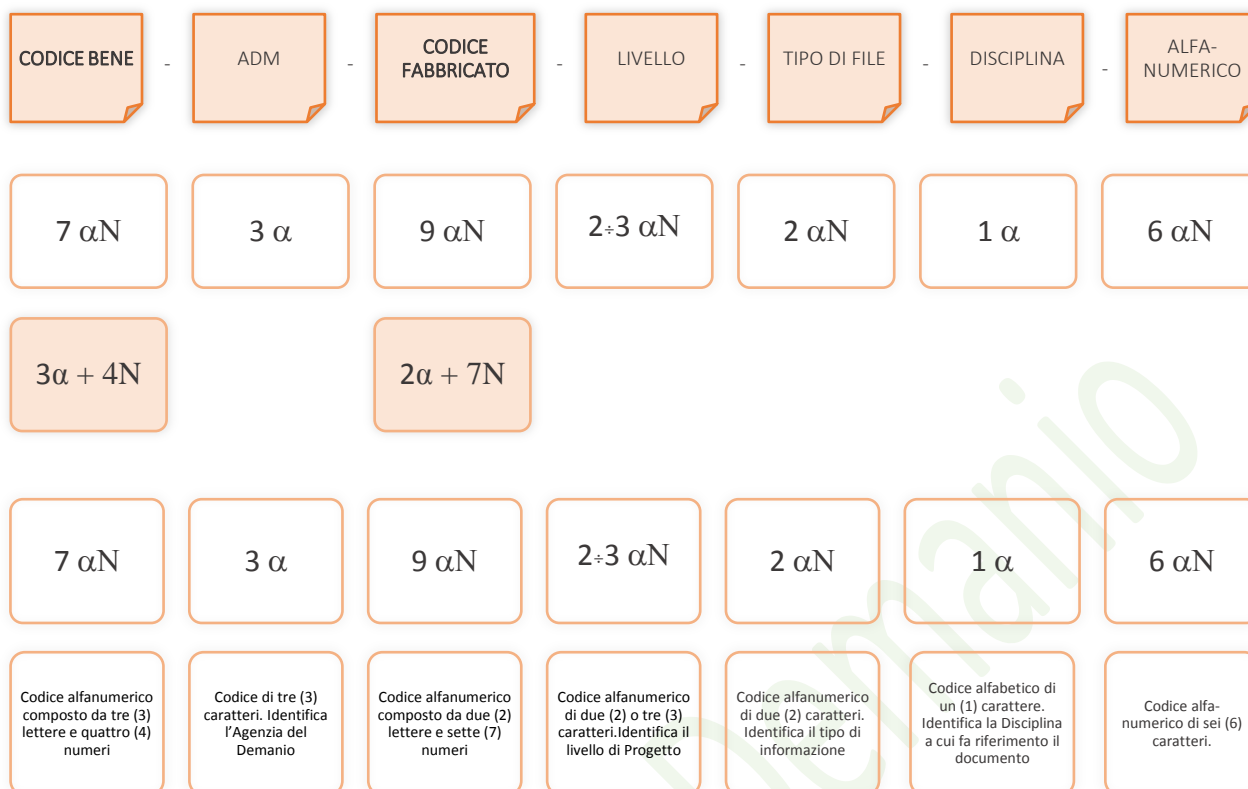 CODICE BENE
-
ADM
-
CODICE
FABBRICATO
-
LIVELLO
-
TIPO DI FILE
-
DISCIPLINA
-
ALFA-
NUMERICO
7 αN
3 α
9 αN
2÷3 αN
2 αN
1 α
6 αN
3α + 4N
2α + 7N
7 αN
3 α
9 αN
2÷3 αN
2 αN
1 α
6 αN
Codice alfanumerico
composto da tre (3)
lettere e quattro (4)
numeri
Codice di tre (3)
caratteri. Identifica
l'Agenzia del
Demanio
Codice alfanumerico
composto da due (2)
lettere e sette (7)
numeri
Codice alfanumerico
di due (2) o tre (3)
caratteri.Identifica il
livello di Progetto
Codice alfanumerico
di due (2) caratteri.
Identifica il tipo di
informazione
Codice alfabetico di
un (1) carattere.
Identifica la Disciplina
a cui fa riferimento il
documento
Codice alfa-
numerico di sei (6)
caratteri.
Demanio